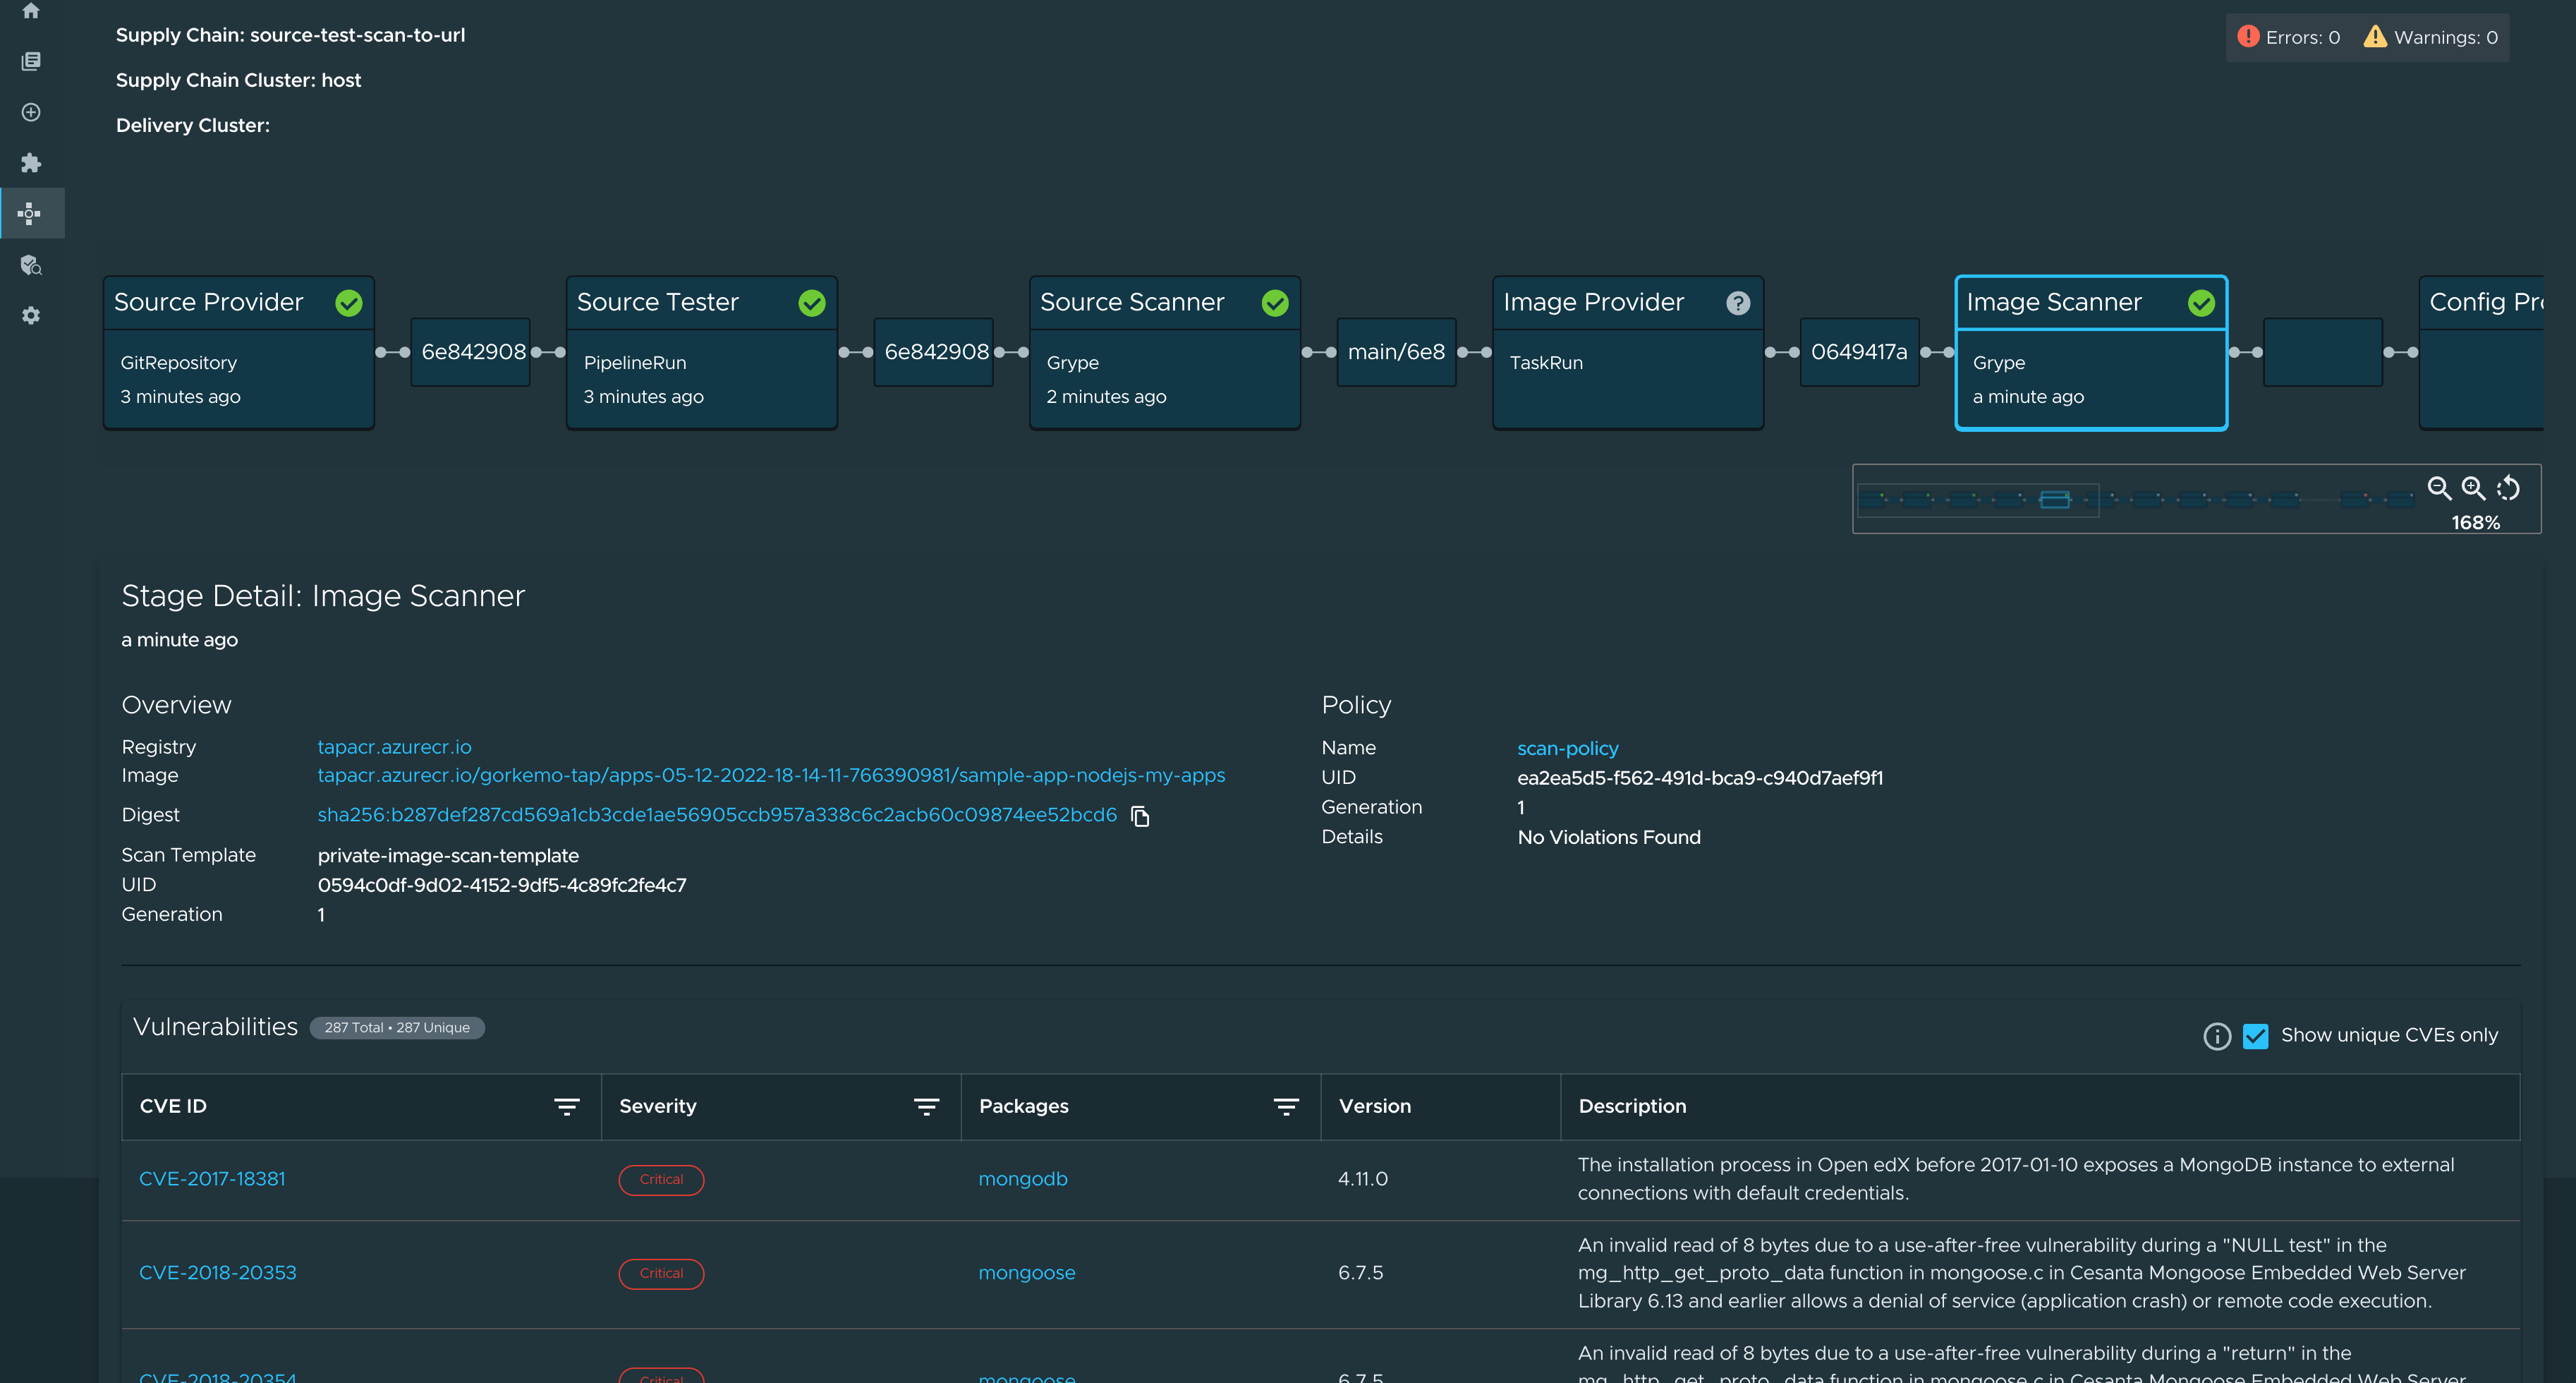 Supply Chain: source-test-scan-to-url
Errors: 0
Warnings: 0
Supply Chain Cluster: host
Delivery Cluster:
Source Provider
GitRepository
3 minutes ago
6e842908
Source Tester
PipelineRun
3 minutes ago
6e842908
Source Scanner
Grype
2 minutes ago
main/6e8
Image Provider
?
TaskRun
0649417a
Image Scanner
Grype
a minute ago
Config Pro
168%
Stage Detail: Image Scanner
a minute ago
Overview
Registry tapacr.azurecr.io
Image tapacr.azurecr.io/gorkemo-tap/apps-05-12-2022-18-14-11-766390981/sample-app-nodejs-my-apps
Digest sha256:b287def287cd569a1cb3cde1ae56905ccb957a338c6c2acb60c09874ee52bcd6
Scan Template private-image-scan-template
UID 0594c0df-9d02-4152-9df5-4c89fc2fe4c7
Generation 1
Policy
Name scan-policy
UID ea2ea5d5-f562-491d-bca9-c940d7aef9f1
Generation 1
Details No Violations Found
Vulnerabilities 287 Total • 287 Unique
Show unique CVEs only
CVE ID Severity Packages Version Description
CVE-2017-18381 Critical mongodb 4.11.0
The installation process in Open edX before 2017-01-10 exposes a MongoDB instance to external
connections with default credentials.
CVE-2018-20353 Critical mongoose 6.7.5
An invalid read of 8 bytes due to a use-after-free vulnerability during a "NULL test" in the
mg_http_get_proto_data function in mongoose.c in Cesanta Mongoose Embedded Web Server
Library 6.13 and earlier allows a denial of service (application crash) or remote code execution.
CVE-2018-20354 Critical mongoose 6.7.5
An invalid read of 8 bytes due to a use-after-free vulnerability during a "return" in the
mg_http_get_proto_data function in mongoose.c in Cesanta Mongoose Embedded Web Server